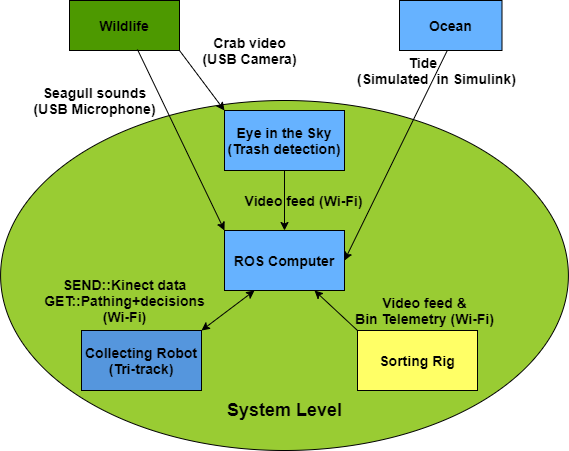 Wildlife
Ocean
Crab video
(USB Camera)
Tide
(Simulated in Simulink)
Seagull sounds
(USB Microphone)
Eye in the Sky
(Trash detection)
Video feed (Wi-Fi)
ROS Computer
SEND::Kinect data
GET::Pathing+decisions
(Wi-Fi)
Video feed &
Bin Telemetry (Wi-Fi)
Collecting Robot
(Tri-track)
Sorting Rig
System Level